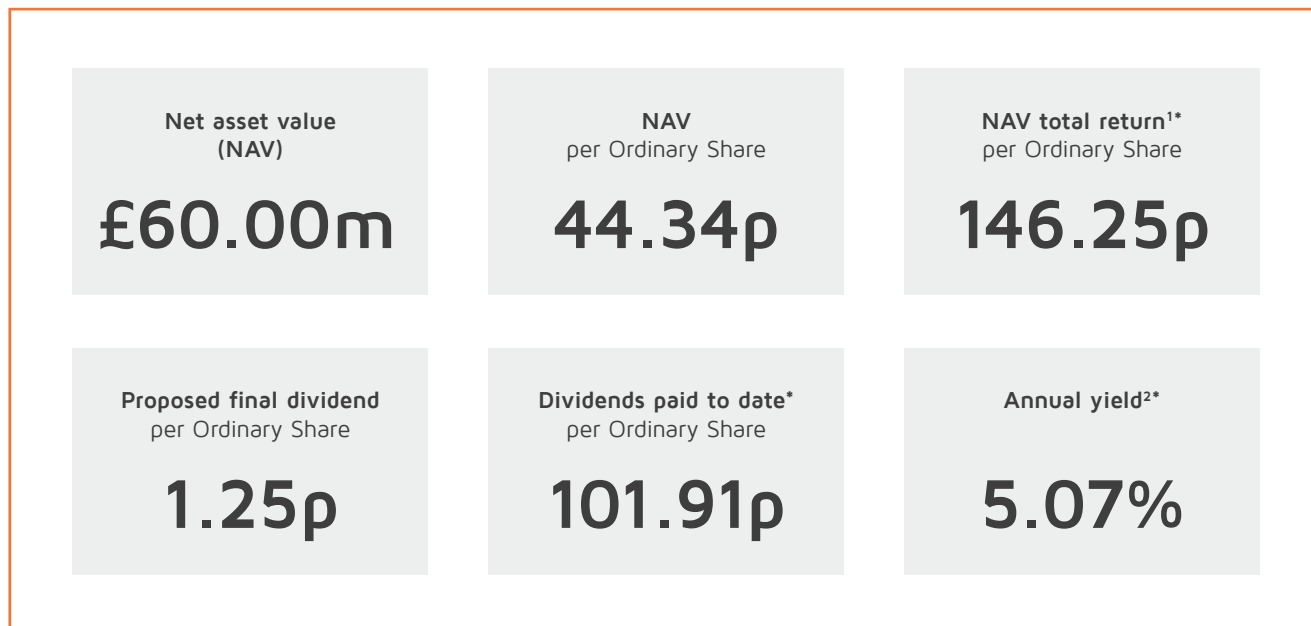 Net asset value
(NAV)
£60.00m
NAV
per Ordinary Share
44.34p
NAV total return¹*
per Ordinary Share
146.25p
Proposed final dividend
per Ordinary Share
1.25p
Dividends paid to date*
per Ordinary Share
101.91p
Annual yield²*
5.07%